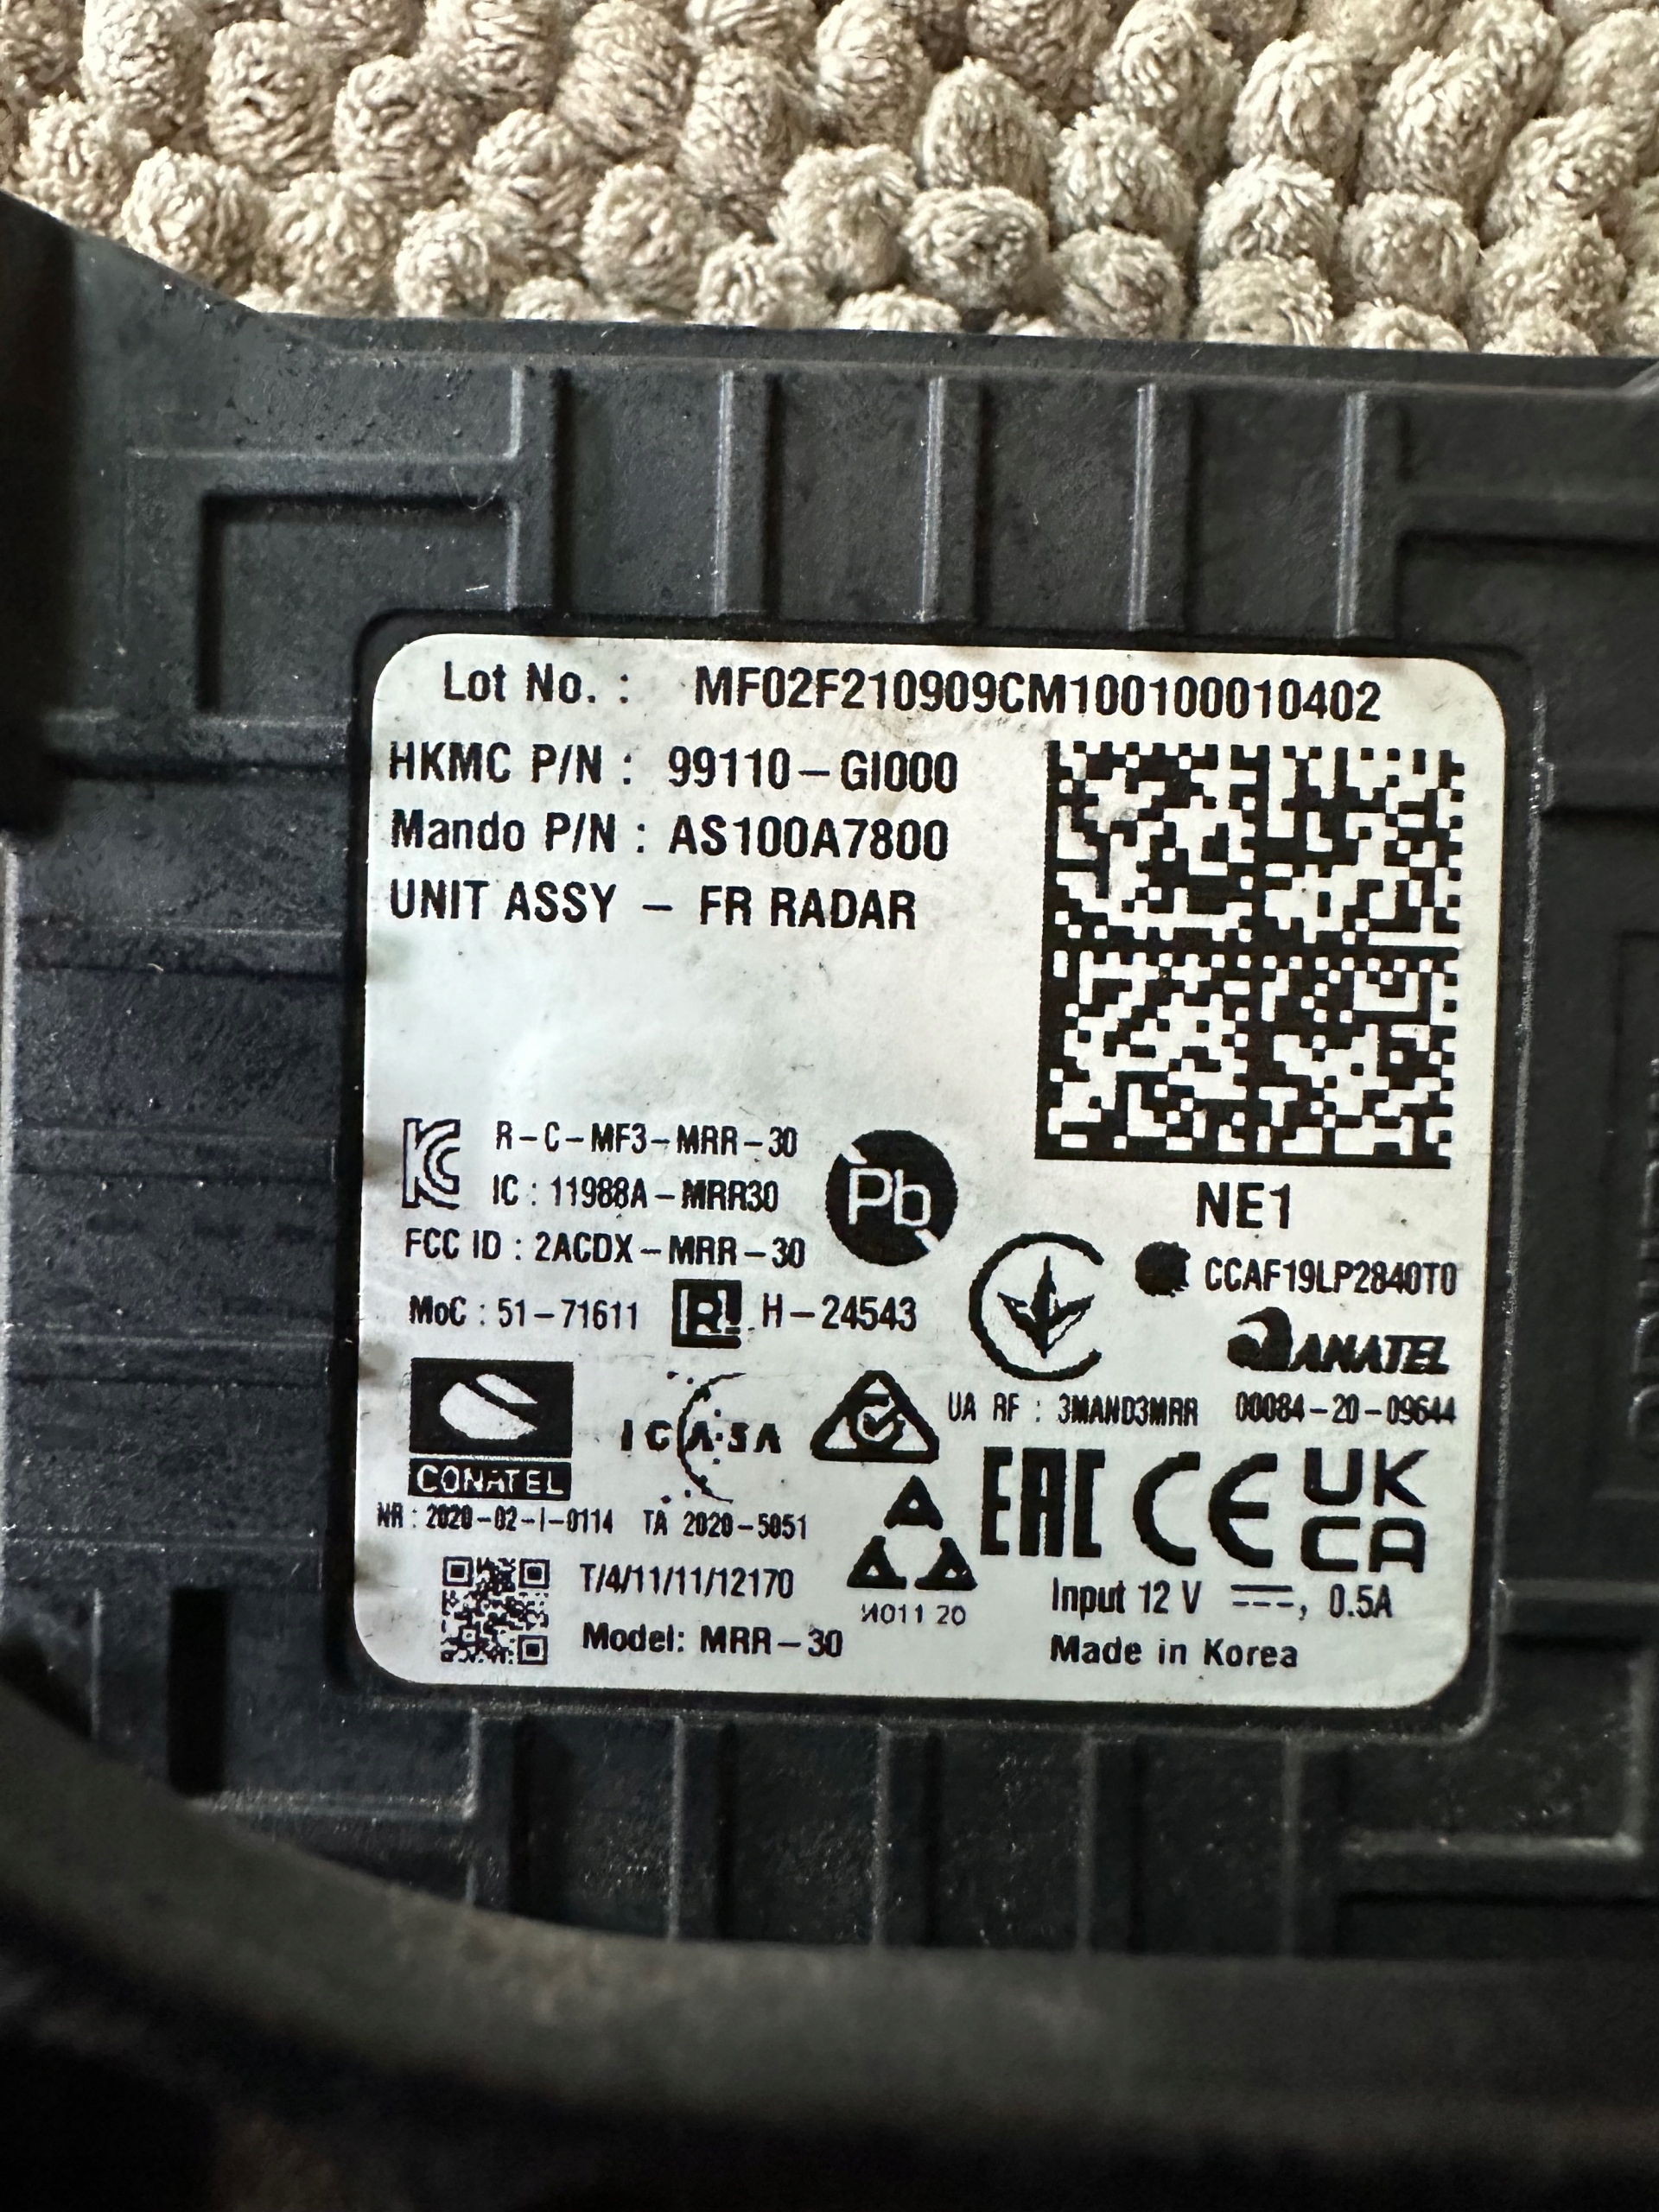 Lot No. : MF02F210909CM100100010402
HKMC P/N : 99110-GI000
Mando P/N : AS100A7800
UNIT ASSY - FR RADAR
R-C-MF3-MRR-30
IC : 11988A-MRR30
Pb
NE1
FCC ID : 2ACDX-MRR-30
CCAF19LP2840T0
MoC : 51-71611
R! H-24543
ANATEL
UA RF : 3MAND3MRR
00084-20-09644
CONATEL
ICASA
NR : 2020-02-I-0114
TA 2020-5051
EAC CE UK
CA
T/4/11/11/12170
И011 20
Input 12 V ⎓, 0.5A
Model: MRR-30
Made in Korea